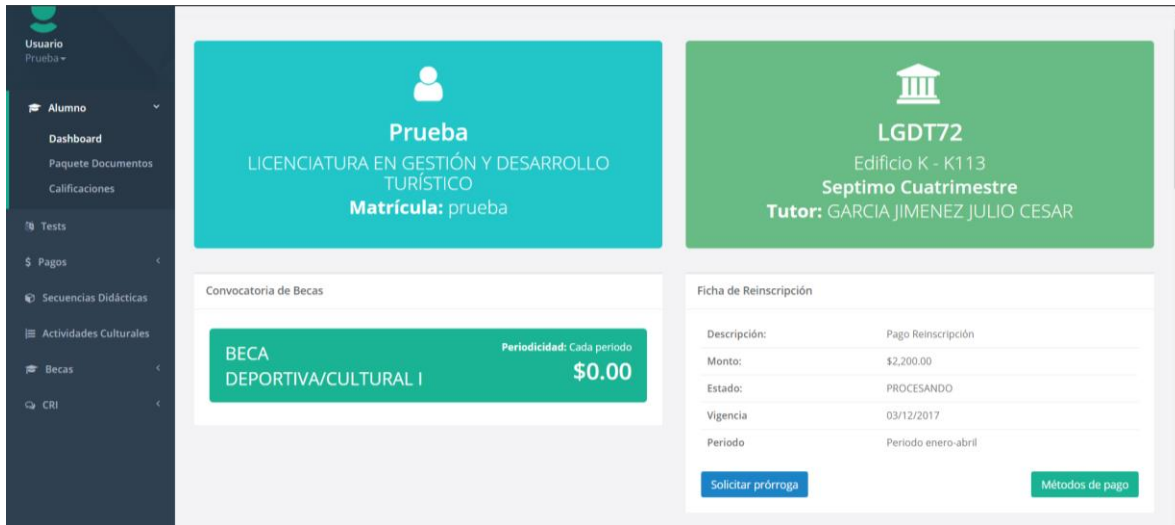 Usuario
Prueba
Alumno
Dashboard
Paquete Documentos
Calificaciones
Tests
$ Pagos
Secuencias Didácticas
Actividades Culturales
Becas
CRI
Prueba
LICENCIATURA EN GESTIÓN Y DESARROLLO
TURÍSTICO
Matrícula: prueba
LGDT72
Edificio K - K113
Septimo Cuatrimestre
Tutor: GARCIA JIMENEZ JULIO CESAR
Convocatoria de Becas
BECA
DEPORTIVA/CULTURAL I
Periodicidad: Cada periodo
$0.00
Ficha de Reinscripción
Descripción: Pago Reinscripción
Monto: $2,200.00
Estado: PROCESANDO
Vigencia 03/12/2017
Periodo Periodo enero-abril
Solicitar prórroga
Métodos de pago